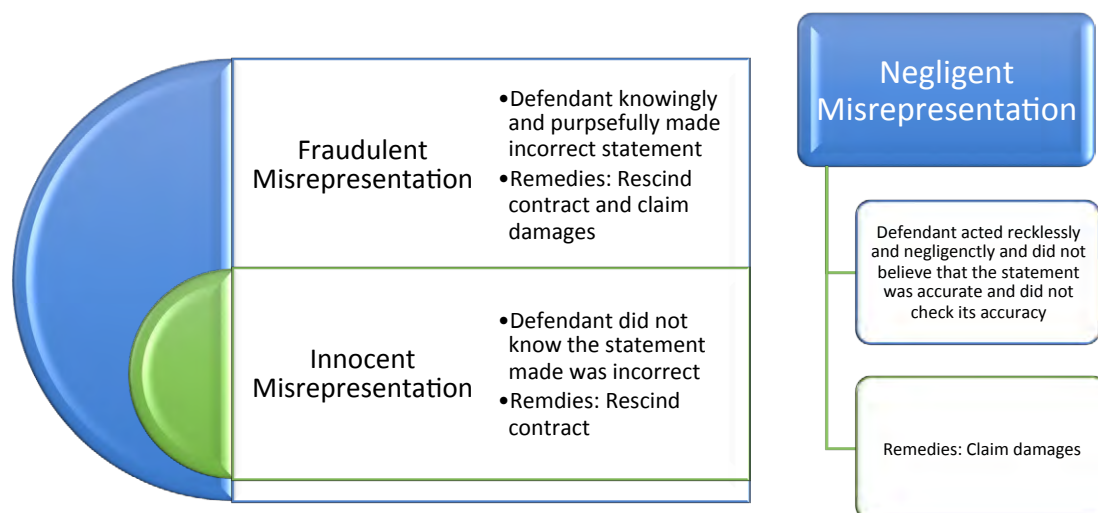 Fraudulent
Misrepresentation
•Defendant knowingly
and purpsefully made
incorrect statement
•Remedies: Rescind
contract and claim
damages
Innocent
Misrepresentation
•Defendant did not
know the statement
made was incorrect
•Remdies: Rescind
contract
Negligent
Misrepresentation
Defendant acted recklessly
and negligenctly and did not
believe that the statement
was accurate and did not
check its accuracy
Remedies: Claim damages